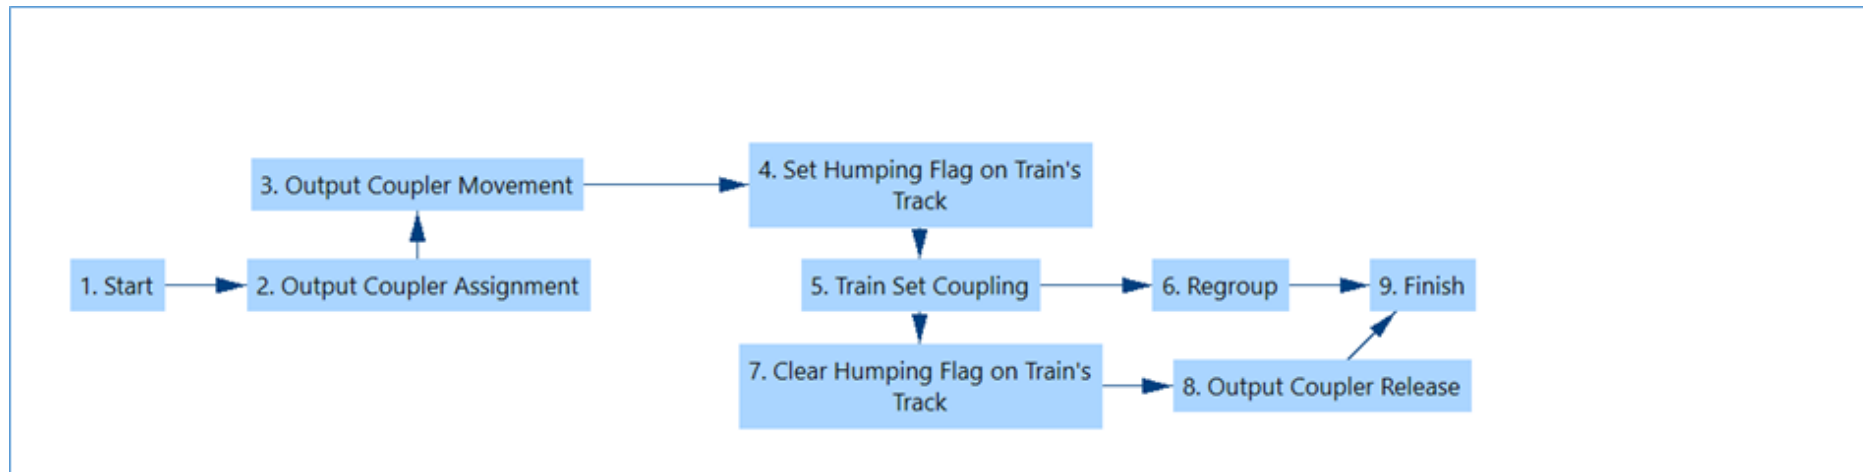 1. Start
2. Output Coupler Assignment
3. Output Coupler Movement
4. Set Humping Flag on Train's
Track
5. Train Set Coupling
6. Regroup
7. Clear Humping Flag on Train's
Track
8. Output Coupler Release
9. Finish